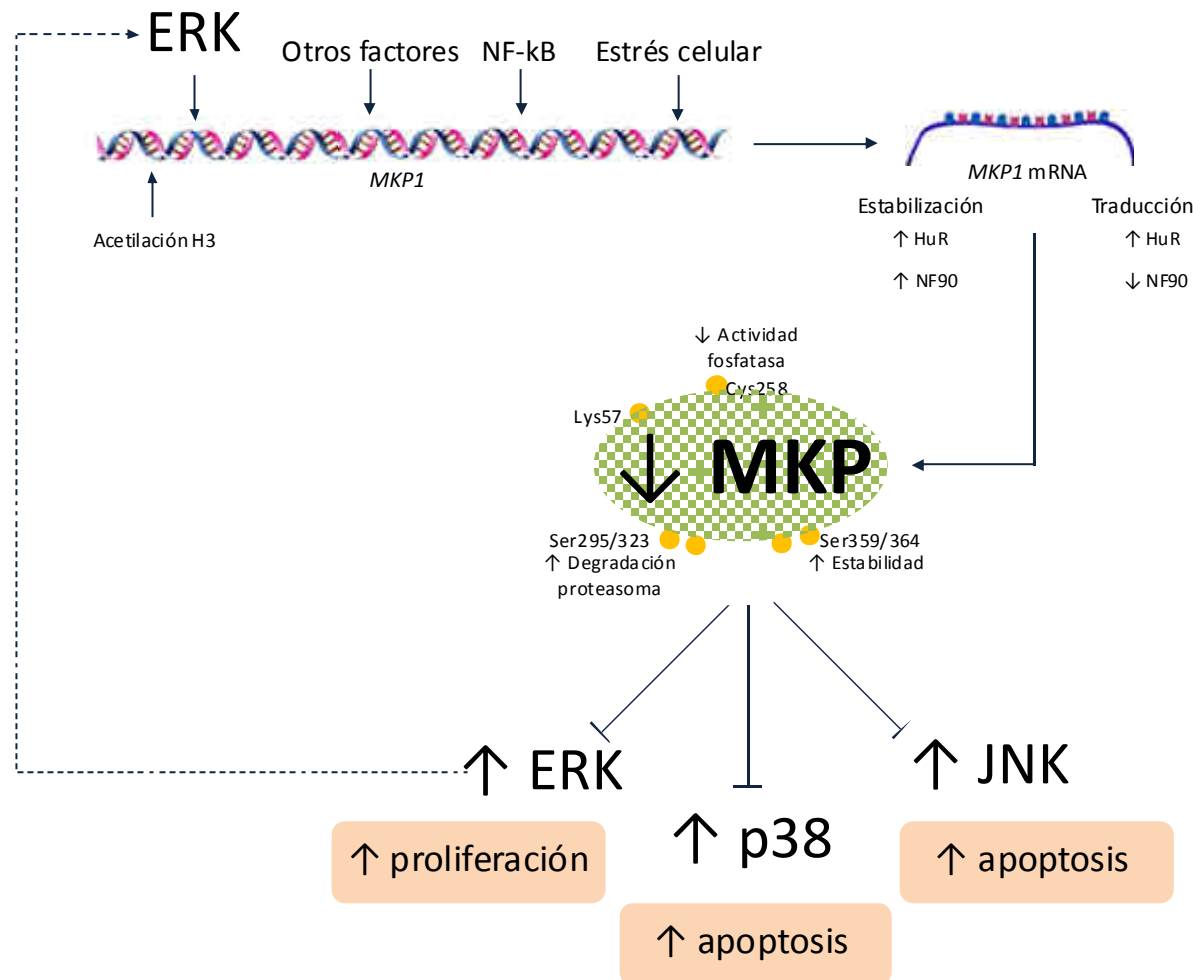 ERK
Otros factores
NF-kB
Estrés celular
MKP1
Acetilación H3
MKP1 mRNA
Estabilización
Traducción
↑ HuR
↑ HuR
↑ NF90
↓ NF90
↓ Actividad
fosfatasa
Cys258
Lys57
↓ MKP
Ser295/323
↑ Degradación
proteasoma
Ser359/364
↑ Estabilidad
↑ ERK
↑ JNK
↑ p38
↑ proliferación
↑ apoptosis
↑ apoptosis